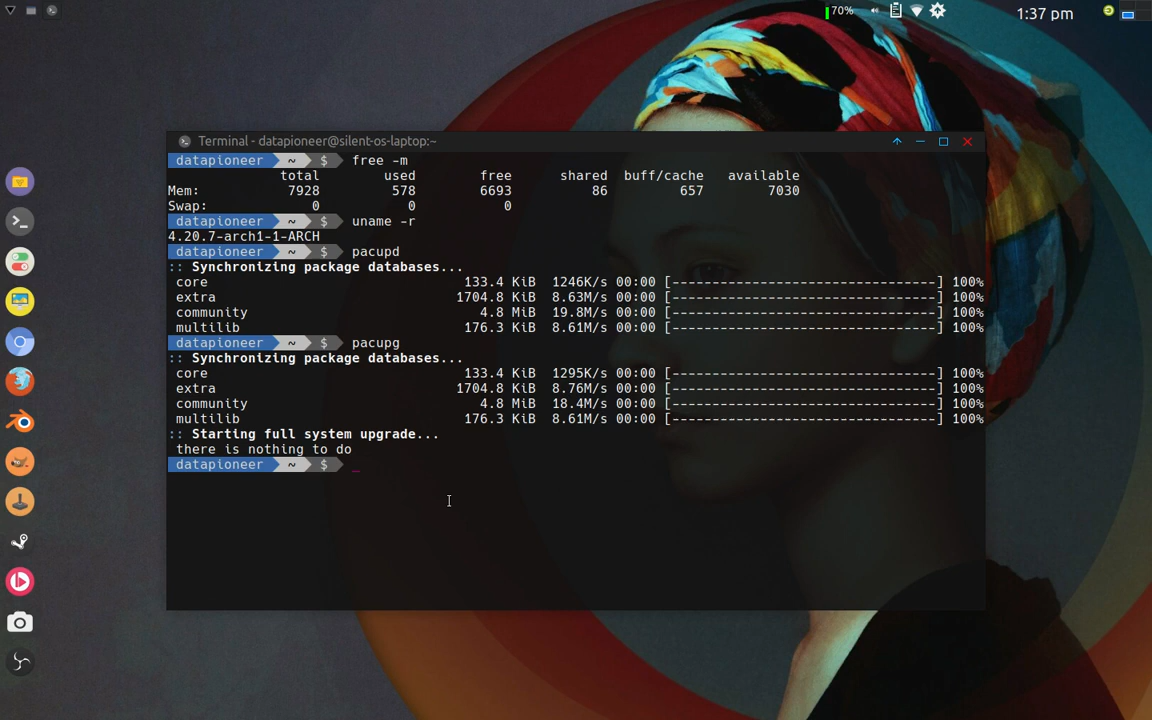 70%
1:37 pm
Terminal - datapioneer@silent-os-laptop:~
datapioneer ~ $ free -m
total used free shared buff/cache available
Mem: 7928 578 6693 86 657 7030
Swap: 0 0 0
datapioneer ~ $ uname -r
4.20.7-arch1-1-ARCH
datapioneer ~ $ pacupd
:: Synchronizing package databases...
core 133.4 KiB 1246K/s 00:00 [----------------------------------] 100%
extra 1704.8 KiB 8.63M/s 00:00 [----------------------------------] 100%
community 4.8 MiB 19.8M/s 00:00 [----------------------------------] 100%
multilib 176.3 KiB 8.61M/s 00:00 [----------------------------------] 100%
datapioneer ~ $ pacupg
:: Synchronizing package databases...
core 133.4 KiB 1295K/s 00:00 [----------------------------------] 100%
extra 1704.8 KiB 8.76M/s 00:00 [----------------------------------] 100%
community 4.8 MiB 18.4M/s 00:00 [----------------------------------] 100%
multilib 176.3 KiB 8.61M/s 00:00 [----------------------------------] 100%
:: Starting full system upgrade...
there is nothing to do
datapioneer ~ $ _